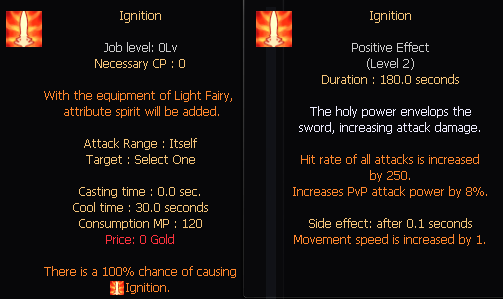 Ignition
Job level: 0Lv
Necessary CP : 0
With the equipment of Light Fairy,
attribute spirit will be added.
Attack Range : Itself
Target : Select One
Casting time : 0.0 sec.
Cool time : 30.0 seconds
Consumption MP : 120
Price: 0 Gold
There is a 100% chance of causing
Ignition.
Ignition
Positive Effect
(Level 2)
Duration : 180.0 seconds
The holy power envelops the
sword, increasing attack damage.
Hit rate of all attacks is increased
by 250.
Increases PvP attack power by 8%.
Side effect: after 0.1 seconds
Movement speed is increased by 1.